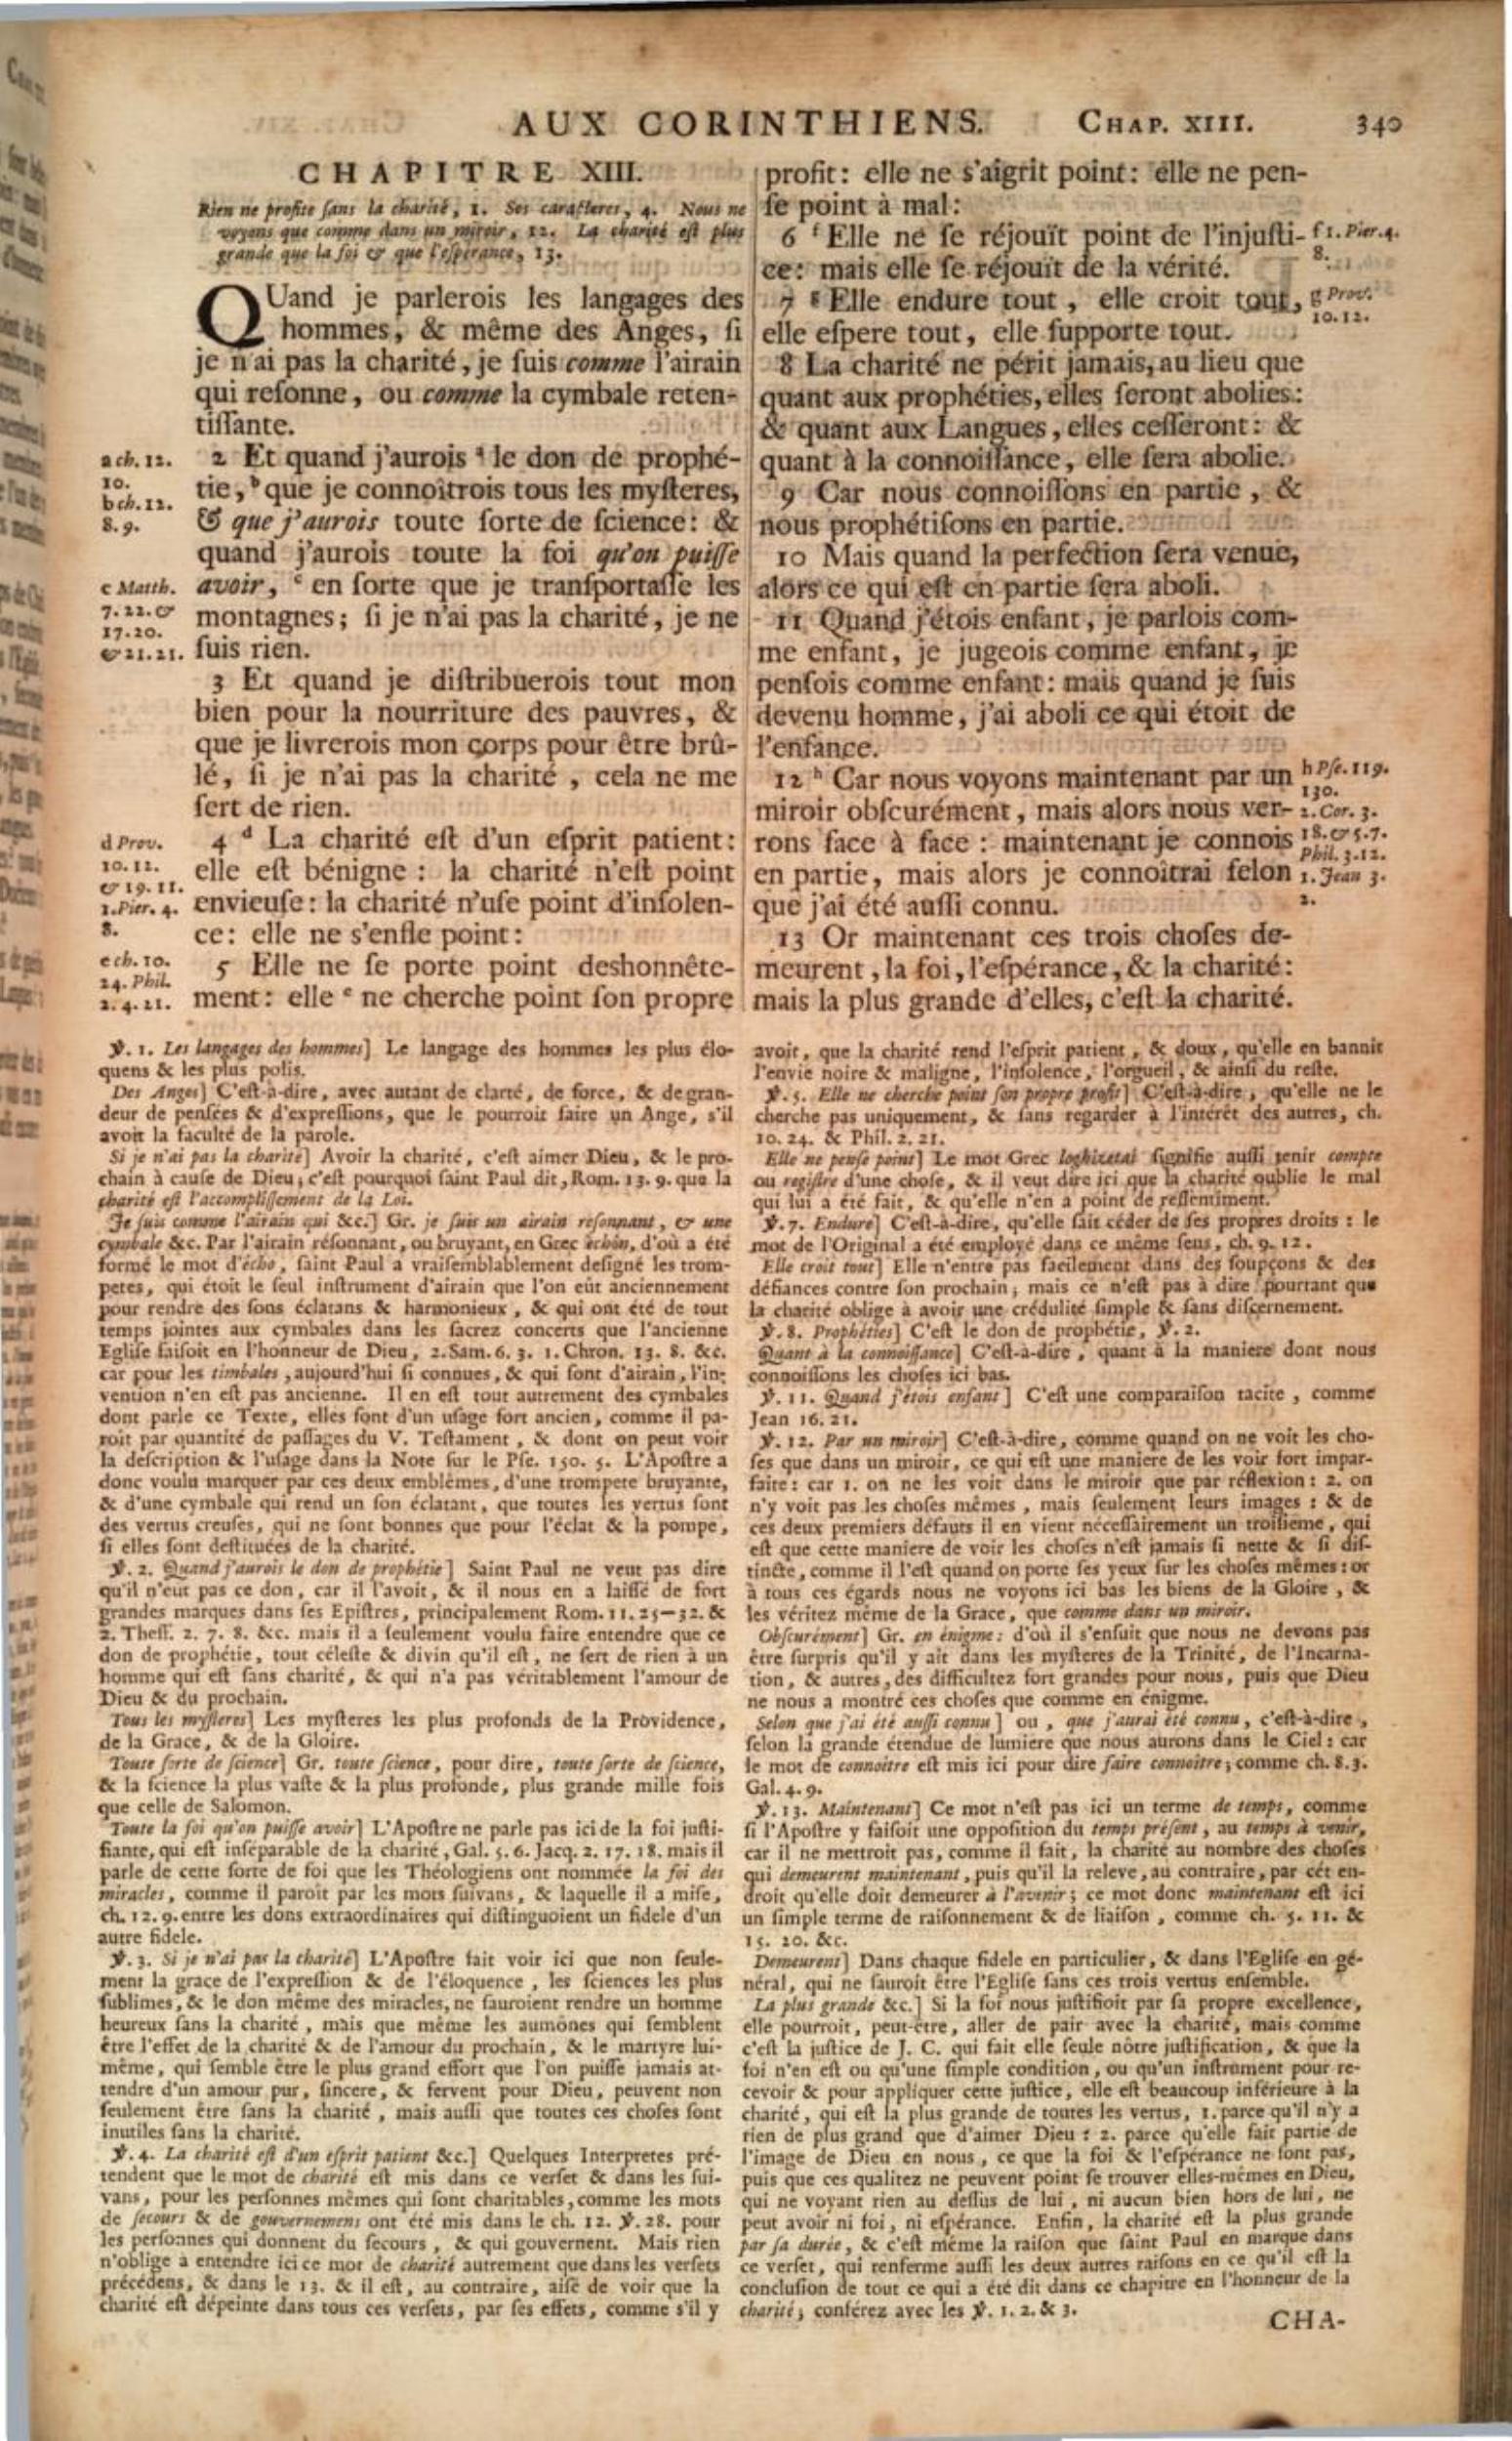 AUX CORINTHIENS. CHAP. XIII. 340
CHAPITRE XIII.
Rien ne profite ſans la charité, 1. Ses caracteres, 4. Nous ne
voyons que comme dans un miroir, 12. La charité eſt plus
grande que la foi & que l'eſpérance, 13.
QUand je parlerois les langages des
hommes, & même des Anges, ſi
je n'ai pas la charité, je ſuis comme l'airain
qui reſonne, ou comme la cymbale reten-
tiſſante.
2 Et quand j'aurois ª le don de prophé-
tie, ᵇ que je connoîtrois tous les myſteres,
& que j'aurois toute ſorte de ſcience: &
quand j'aurois toute la foi qu'on puiſſe
avoir, ᶜ en ſorte que je tranſportaſſe les
montagnes; ſi je n'ai pas la charité, je ne
ſuis rien.
3 Et quand je diſtribuerois tout mon
bien pour la nourriture des pauvres, &
que je livrerois mon corps pour être brû-
lé, ſi je n'ai pas la charité, cela ne me
ſert de rien.
4 ᵈ La charité eſt d'un eſprit patient:
elle eſt bénigne: la charité n'eſt point
envieuſe: la charité n'uſe point d'inſolen-
ce: elle ne s'enfle point:
5 Elle ne ſe porte point deshonnête-
ment: elle ᵉ ne cherche point ſon propre
a ch. 12.
10.
b ch. 12.
8. 9.
c Matth.
7. 22. &
17. 20.
& 21. 21.
d Prov.
10. 12.
& 19. 11.
1. Pier. 4.
8.
e ch. 10.
24. Phil.
2. 4. 21.
profit: elle ne s'aigrit point: elle ne pen-
ſe point à mal:
6 ᶠ Elle ne ſe réjouït point de l'injuſti-
ce: mais elle ſe réjouït de la vérité.
7 ᵍ Elle endure tout, elle croit tout,
elle eſpere tout, elle ſupporte tout.
8 La charité ne périt jamais, au lieu que
quant aux prophéties, elles ſeront abolies:
& quant aux Langues, elles ceſſeront: &
quant à la connoiſſance, elle ſera abolie.
9 Car nous connoiſſons en partie, &
nous prophétiſons en partie.
10 Mais quand la perfection ſera venuë,
alors ce qui eſt en partie ſera aboli.
11 Quand j'étois enfant, je parlois com-
me enfant, je jugeois comme enfant, je
penſois comme enfant: mais quand je ſuis
devenu homme, j'ai aboli ce qui étoit de
l'enfance.
12 ʰ Car nous voyons maintenant par un
miroir obſcurément, mais alors nous ver-
rons face à face: maintenant je connois
en partie, mais alors je connoîtrai ſelon
que j'ai été auſſi connu.
13 Or maintenant ces trois choſes de-
meurent, la foi, l'eſpérance, & la charité:
mais la plus grande d'elles, c'eſt la charité.
f 1. Pier. 4.
8.
g Prov.
10. 12.
h Pſe. 119.
130.
2. Cor. 3.
18. & 5. 7.
Phil. 3. 12.
1. Jean 3.
2.
℣. 1. Les langages des hommes] Le langage des hommes les plus élo-
quens & les plus polis.
Des Anges] C'eſt-à-dire, avec autant de clarté, de force, & de gran-
deur de penſées & d'expreſſions, que le pourroit faire un Ange, s'il
avoit la faculté de la parole.
Si je n'ai pas la charité] Avoir la charité, c'eſt aimer Dieu, & le pro-
chain à cauſe de Dieu; c'eſt pourquoi ſaint Paul dit, Rom. 13. 9. que la
charité eſt l'accompliſſement de la Loi.
Je ſuis comme l'airain qui &c.] Gr. je ſuis un airain réſonnant, & une
cymbale &c. Par l'airain réſonnant, ou bruyant, en Grec échôn, d'où a été
formé le mot d'écho, ſaint Paul a vraiſemblablement deſigné les trom-
petes, qui étoit le ſeul inſtrument d'airain que l'on eût anciennement
pour rendre des ſons éclatans & harmonieux, & qui ont été de tout
temps jointes aux cymbales dans les ſacrez concerts que l'ancienne
Egliſe faiſoit en l'honneur de Dieu, 2. Sam. 6. 3. 1. Chron. 13. 8. &c.
car pour les timbales, aujourd'hui ſi connues, & qui ſont d'airain, l'in-
vention n'en eſt pas ancienne. Il en eſt tout autrement des cymbales
dont parle ce Texte, elles ſont d'un uſage fort ancien, comme il pa-
roît par quantité de paſſages du V. Teſtament, & dont on peut voir
la deſcription & l'uſage dans la Note ſur le Pſe. 150. 5. L'Apoſtre a
donc voulu marquer par ces deux emblêmes, d'une trompete bruyante,
& d'une cymbale qui rend un ſon éclatant, que toutes les vertus ſont
des vertus creuſes, qui ne ſont bonnes que pour l'éclat & la pompe,
ſi elles ſont deſtituées de la charité.
℣. 2. Quand j'aurois le don de prophétie] Saint Paul ne veut pas dire
qu'il n'eût pas ce don, car il l'avoit, & il nous en a laiſſé de fort
grandes marques dans ſes Epiſtres, principalement Rom. 11. 25-32. &
2. Theſſ. 2. 7. 8. &c. mais il a ſeulement voulu faire entendre que ce
don de prophétie, tout céleſte & divin qu'il eſt, ne ſert de rien à un
homme qui eſt ſans charité, & qui n'a pas véritablement l'amour de
Dieu & du prochain.
Tous les myſteres] Les myſteres les plus profonds de la Providence,
de la Grace, & de la Gloire.
Toute ſorte de ſcience] Gr. toute ſcience, pour dire, toute ſorte de ſcience,
& la ſcience la plus vaſte & la plus profonde, plus grande mille fois
que celle de Salomon.
Toute la foi qu'on puiſſe avoir] L'Apoſtre ne parle pas ici de la foi juſti-
fiante, qui eſt inſéparable de la charité, Gal. 5. 6. Jacq. 2. 17. 18. mais il
parle de cette ſorte de foi que les Théologiens ont nommée la foi des
miracles, comme il paroît par les mots ſuivans, & laquelle il a miſe,
ch. 12. 9. entre les dons extraordinaires qui diſtinguoient un fidele d'un
autre fidele.
℣. 3. Si je n'ai pas la charité] L'Apoſtre fait voir ici que non ſeule-
ment la grace de l'expreſſion & de l'éloquence, les ſciences les plus
ſublimes, & le don même des miracles, ne ſauroient rendre un homme
heureux ſans la charité, mais que même les aumônes qui ſemblent
être l'effet de la charité & de l'amour du prochain, & le martyre lui-
même, qui ſemble être le plus grand effort que l'on puiſſe jamais at-
tendre d'un amour pur, ſincere, & fervent pour Dieu, peuvent non
ſeulement être ſans la charité, mais auſſi que toutes ces choſes ſont
inutiles ſans la charité.
℣. 4. La charité eſt d'un eſprit patient &c.] Quelques Interpretes pré-
tendent que le mot de charité eſt mis dans ce verſet & dans les ſui-
vans, pour les perſonnes mêmes qui ſont charitables, comme les mots
de ſecours & de gouvernemens ont été mis dans le ch. 12. ℣. 28. pour
les perſonnes qui donnent du ſecours, & qui gouvernent. Mais rien
n'oblige à entendre ici ce mot de charité autrement que dans les verſets
précédens, & dans le 13. & il eſt, au contraire, aiſé de voir que la
charité eſt dépeinte dans tous ces verſets, par ſes effets, comme s'il y
avoit, que la charité rend l'eſprit patient, & doux, qu'elle en bannit
l'envie noire & maligne, l'inſolence, l'orgueil, & ainſi du reſte.
℣. 5. Elle ne cherche point ſon propre profit] C'eſt-à-dire, qu'elle ne le
cherche pas uniquement, & ſans regarder à l'intérêt des autres, ch.
10. 24. & Phil. 2. 21.
Elle ne penſe point] Le mot Grec loghizetai ſignifie auſſi tenir compte
ou regiſtre d'une choſe, & il veut dire ici que la charité oublie le mal
qui lui a été fait, & qu'elle n'en a point de reſſentiment.
℣. 7. Endure] C'eſt-à-dire, qu'elle ſait céder de ſes propres droits: le
mot de l'Original a été employé dans ce même ſens, ch. 9. 12.
Elle croit tout] Elle n'entre pas facilement dans des ſoupçons & des
défiances contre ſon prochain; mais ce n'eſt pas à dire pourtant que
la charité oblige à avoir une crédulité ſimple & ſans diſcernement.
℣. 8. Prophéties] C'eſt le don de prophétie, ℣. 2.
Quant à la connoiſſance] C'eſt-à-dire, quant à la maniere dont nous
connoiſſons les choſes ici bas.
℣. 11. Quand j'étois enfant] C'eſt une comparaiſon tacite, comme
Jean 16. 21.
℣. 12. Par un miroir] C'eſt-à-dire, comme quand on ne voit les cho-
ſes que dans un miroir, ce qui eſt une maniere de les voir fort impar-
faite: car 1. on ne les voit dans le miroir que par réflexion: 2. on
n'y voit pas les choſes mêmes, mais ſeulement leurs images: & de
ces deux premiers défauts il en vient néceſſairement un troiſieme, qui
eſt que cette maniere de voir les choſes n'eſt jamais ſi nette & ſi diſ-
tincte, comme il l'eſt quand on porte ſes yeux ſur les choſes mêmes: or
à tous ces égards nous ne voyons ici bas les biens de la Gloire, &
les véritez même de la Grace, que comme dans un miroir.
Obſcurément] Gr. en énigme: d'où il s'enſuit que nous ne devons pas
être ſurpris qu'il y ait dans les myſteres de la Trinité, de l'Incarna-
tion, & autres, des difficultez fort grandes pour nous, puis que Dieu
ne nous a montré ces choſes que comme en énigme.
Selon que j'ai été auſſi connu] ou, que j'aurai été connu, c'eſt-à-dire,
ſelon la grande étendue de lumiere que nous aurons dans le Ciel: car
le mot de connoître eſt mis ici pour dire faire connoître; comme ch. 8. 3.
Gal. 4. 9.
℣. 13. Maintenant] Ce mot n'eſt pas ici un terme de temps, comme
ſi l'Apoſtre y faiſoit une oppoſition du temps préſent, au temps à venir,
car il ne mettroit pas, comme il fait, la charité au nombre des choſes
qui demeurent maintenant, puis qu'il la releve, au contraire, par cét en-
droit qu'elle doit demeurer à l'avenir; ce mot donc maintenant eſt ici
un ſimple terme de raiſonnement & de liaiſon, comme ch. 5. 11. &
15. 20. &c.
Demeurent] Dans chaque fidele en particulier, & dans l'Egliſe en gé-
néral, qui ne ſauroit être l'Egliſe ſans ces trois vertus enſemble.
La plus grande &c.] Si la foi nous juſtifioit par ſa propre excellence,
elle pourroit, peut-être, aller de pair avec la charité, mais comme
c'eſt la juſtice de J. C. qui fait elle ſeule nôtre juſtification, & que la
foi n'en eſt ou qu'une ſimple condition, ou qu'un inſtrument pour re-
cevoir & pour appliquer cette juſtice, elle eſt beaucoup inférieure à la
charité, qui eſt la plus grande de toutes les vertus, 1. parce qu'il n'y a
rien de plus grand que d'aimer Dieu: 2. parce qu'elle fait partie de
l'image de Dieu en nous, ce que la foi & l'eſpérance ne ſont pas,
puis que ces qualitez ne peuvent point ſe trouver elles-mêmes en Dieu,
qui ne voyant rien au deſſus de lui, ni aucun bien hors de lui, ne
peut avoir ni foi, ni eſpérance. Enfin, la charité eſt la plus grande
par ſa durée, & c'eſt même la raiſon que ſaint Paul en marque dans
ce verſet, qui renferme auſſi les deux autres raiſons en ce qu'il eſt la
concluſion de tout ce qui a été dit dans ce chapitre en l'honneur de la
charité; conférez avec les ℣. 1. 2. & 3.
CHA-